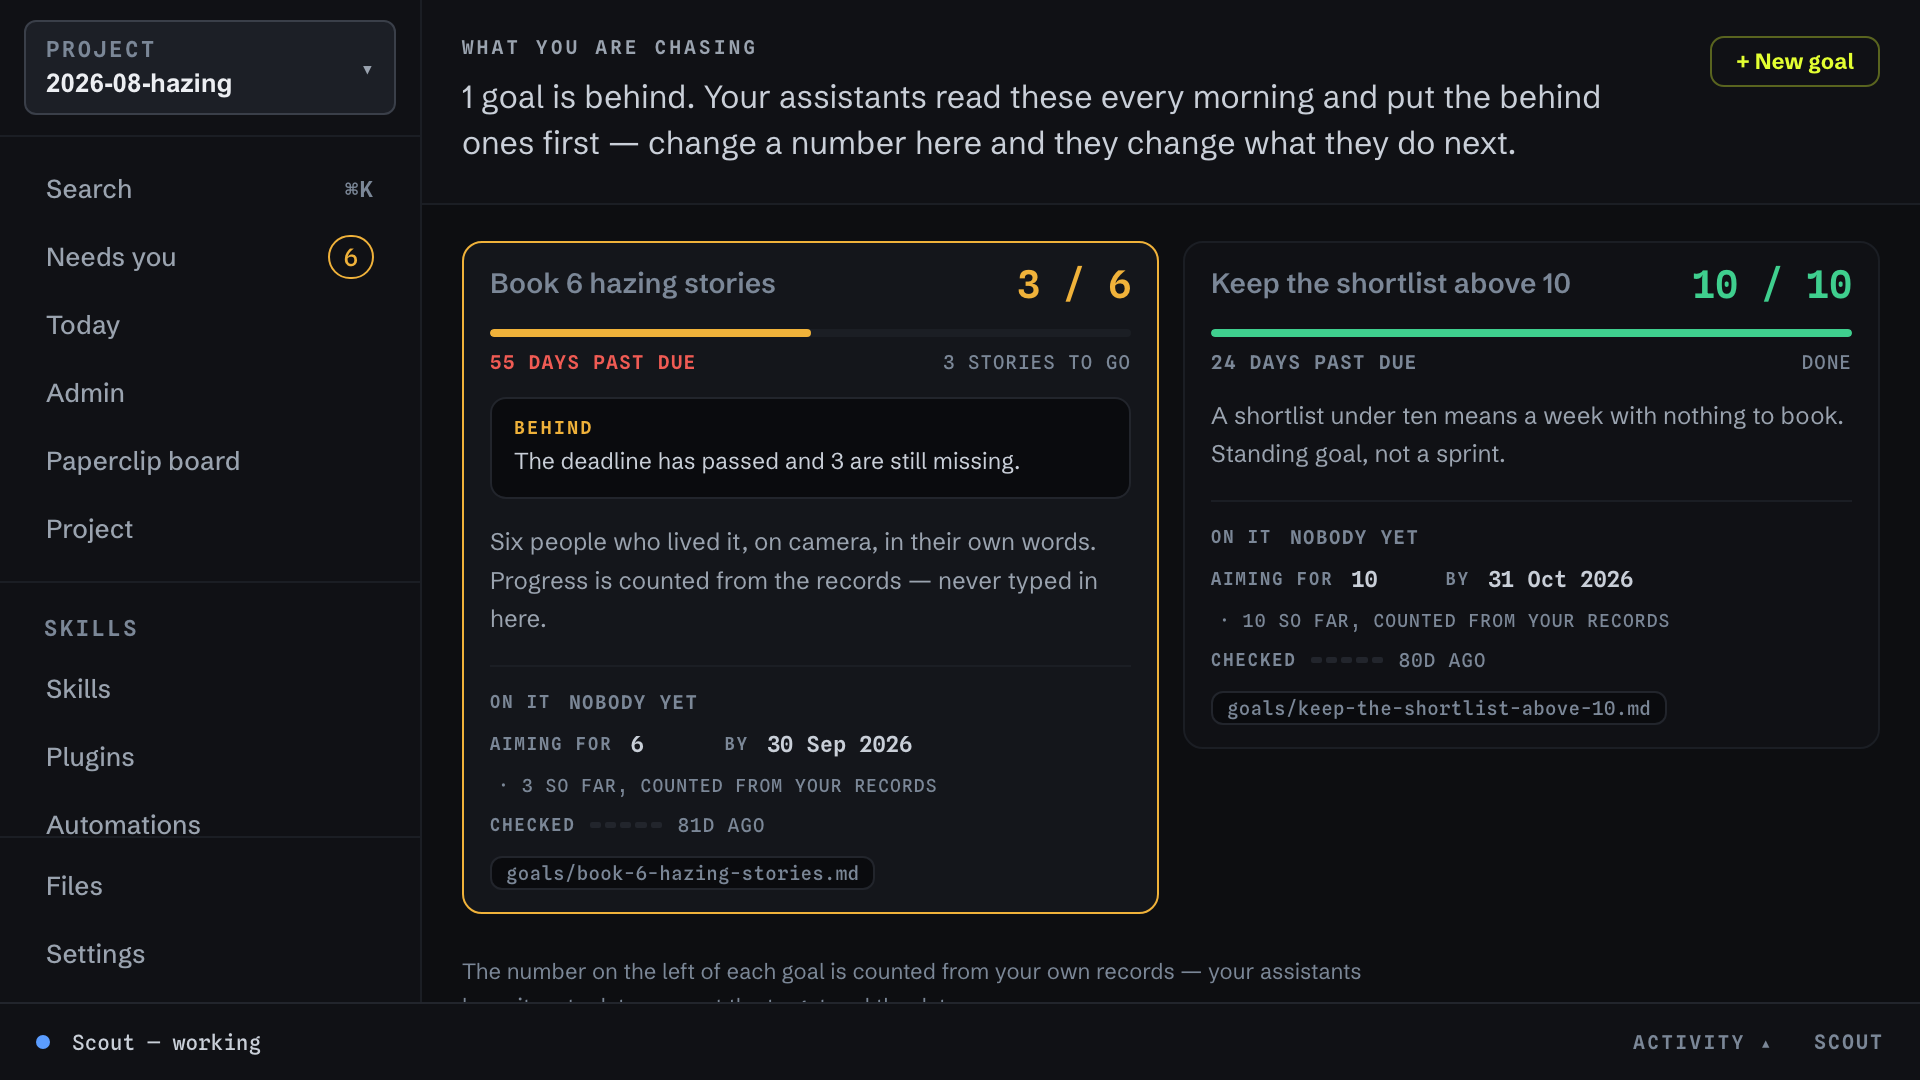 PROJECT
2026-08-hazing
▾
Search ⌘K
Needs you 6
Today
Admin
Paperclip board
Project
SKILLS
Skills
Plugins
Automations
Files
Settings
WHAT YOU ARE CHASING
1 goal is behind. Your assistants read these every morning and put the behind
ones first — change a number here and they change what they do next.
+ New goal
Book 6 hazing stories 3 / 6
55 DAYS PAST DUE 3 STORIES TO GO
BEHIND
The deadline has passed and 3 are still missing.
Six people who lived it, on camera, in their own words.
Progress is counted from the records — never typed in
here.
ON IT NOBODY YET
AIMING FOR 6 BY 30 Sep 2026
· 3 SO FAR, COUNTED FROM YOUR RECORDS
CHECKED 81D AGO
goals/book-6-hazing-stories.md
Keep the shortlist above 10 10 / 10
24 DAYS PAST DUE DONE
A shortlist under ten means a week with nothing to book.
Standing goal, not a sprint.
ON IT NOBODY YET
AIMING FOR 10 BY 31 Oct 2026
· 10 SO FAR, COUNTED FROM YOUR RECORDS
CHECKED 80D AGO
goals/keep-the-shortlist-above-10.md
The number on the left of each goal is counted from your own records — your assistants
Scout — working
ACTIVITY ▴ SCOUT